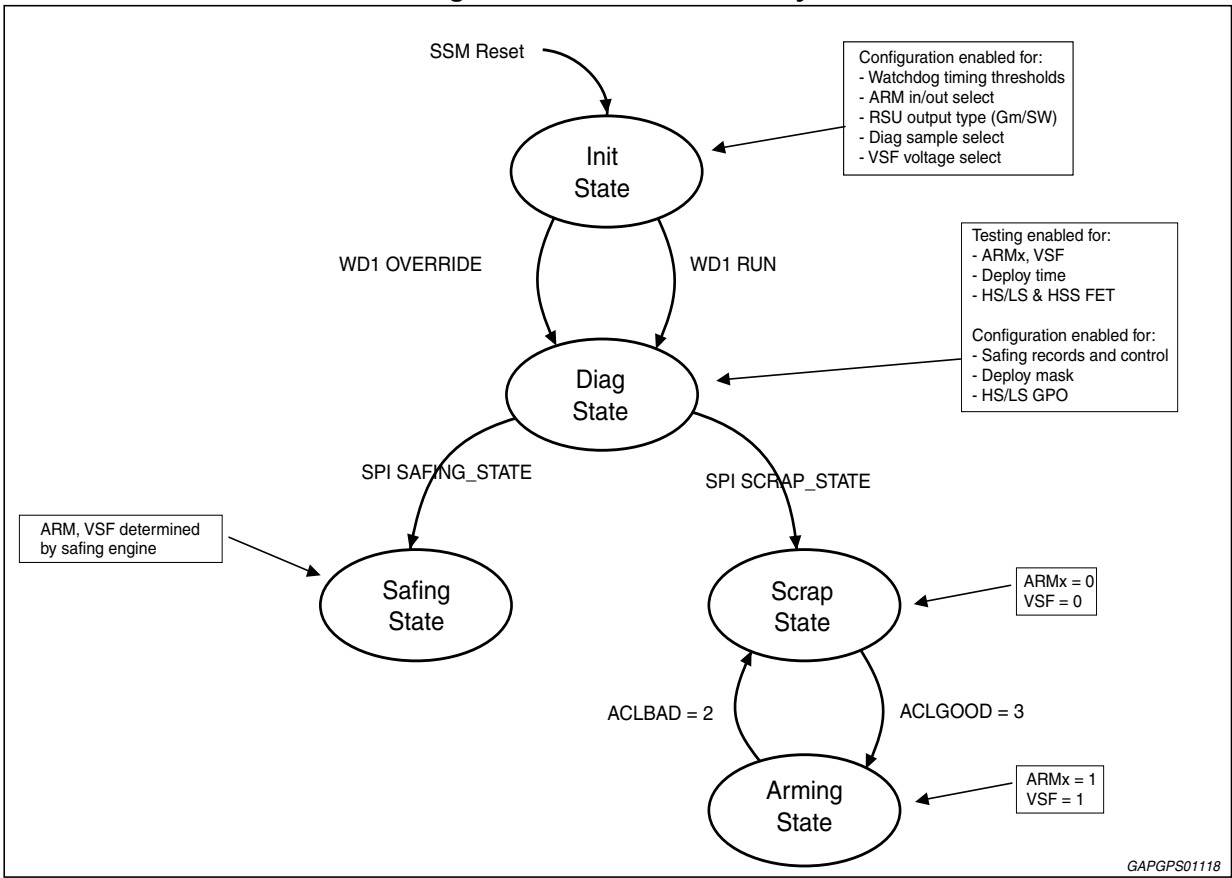 SSM Reset
Configuration enabled for:
- Watchdog timing thresholds
- ARM in/out select
- RSU output type (Gm/SW)
- Diag sample select
- VSF voltage select
Init
State
WD1 OVERRIDE
WD1 RUN
Testing enabled for:
- ARMx, VSF
- Deploy time
- HS/LS & HSS FET
Configuration enabled for:
- Safing records and control
- Deploy mask
- HS/LS GPO
Diag
State
SPI SAFING_STATE
SPI SCRAP_STATE
ARM, VSF determined
by safing engine
Safing
State
Scrap
State
ARMx = 0
VSF = 0
ACLBAD = 2
ACLGOOD = 3
Arming
State
ARMx = 1
VSF = 1
GAPGPS01118